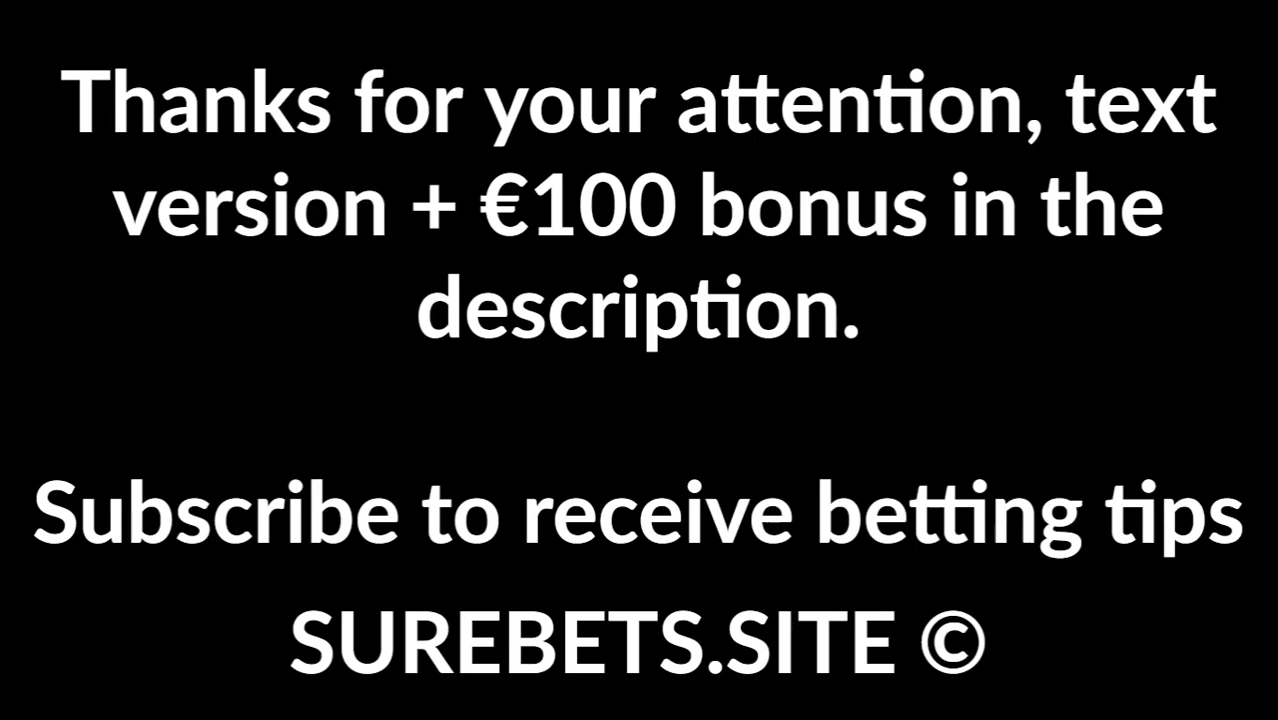 Thanks for your attention, text
version + €100 bonus in the
description.
Subscribe to receive betting tips
SUREBETS.SITE ©